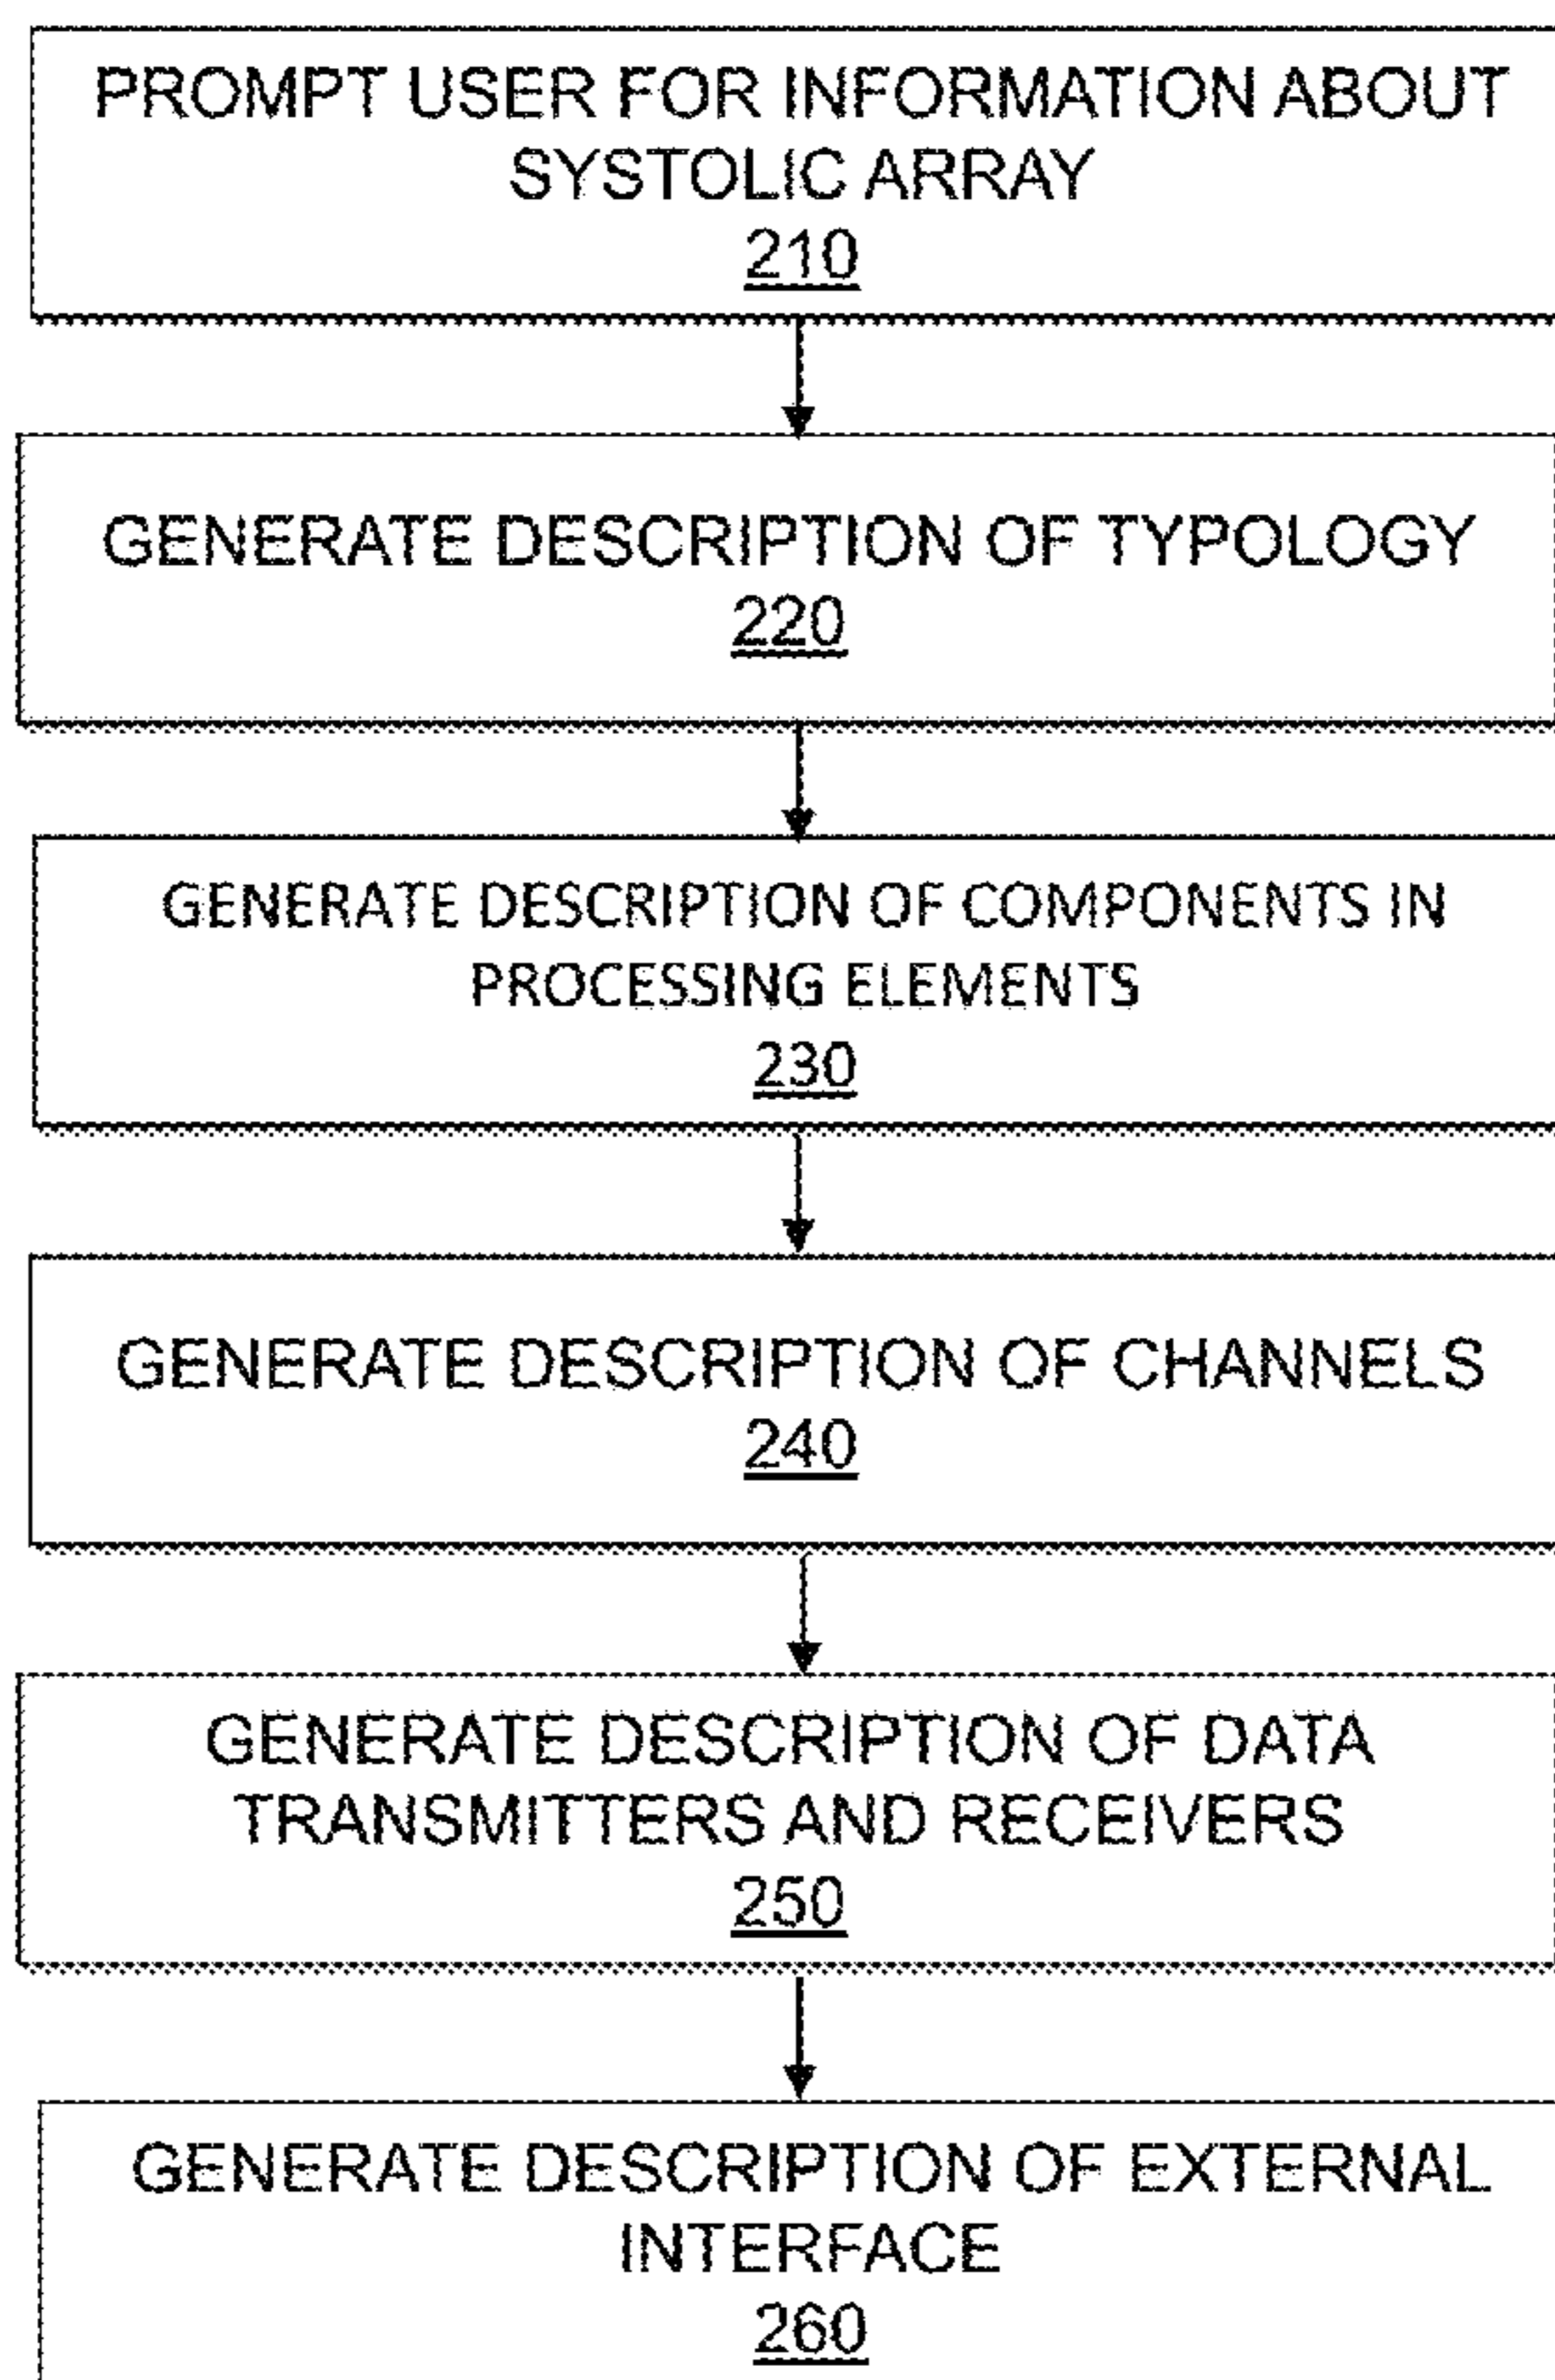 PROMPT USER FOR INFORMATION ABOUT
SYSTOLIC ARRAY
210
GENERATE DESCRIPTION OF TYPOLOGY
220
GENERATE DESCRIPTION OF COMPONENTS IN
PROCESSING ELEMENTS
230
GENERATE DESCRIPTION OF CHANNELS
240
GENERATE DESCRIPTION OF DATA
TRANSMITTERS AND RECEIVERS
250
GENERATE DESCRIPTION OF EXTERNAL
INTERFACE
260